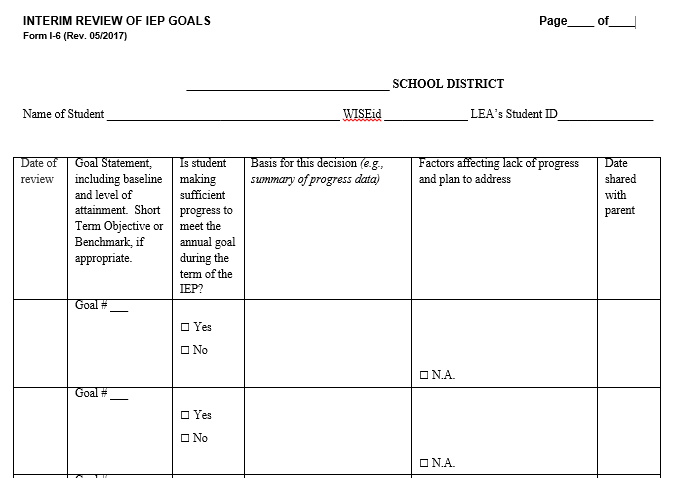 INTERIM REVIEW OF IEP GOALS
Page____ of____
Form I-6 (Rev. 05/2017)
________________________________ SCHOOL DISTRICT
Name of Student ______________________________________ WISEid ______________ LEA's Student ID________________
Date of
review
Goal Statement,
including baseline
and level of
attainment. Short
Term Objective or
Benchmark, if
appropriate.
Is student
making
sufficient
progress to
meet the
annual goal
during the
term of the
IEP?
Basis for this decision (e.g.,
summary of progress data)
Factors affecting lack of progress
and plan to address
Date
shared
with
parent
Goal # ___
☐ Yes
☐ No
☐ N.A.
Goal # ___
☐ Yes
☐ No
☐ N.A.